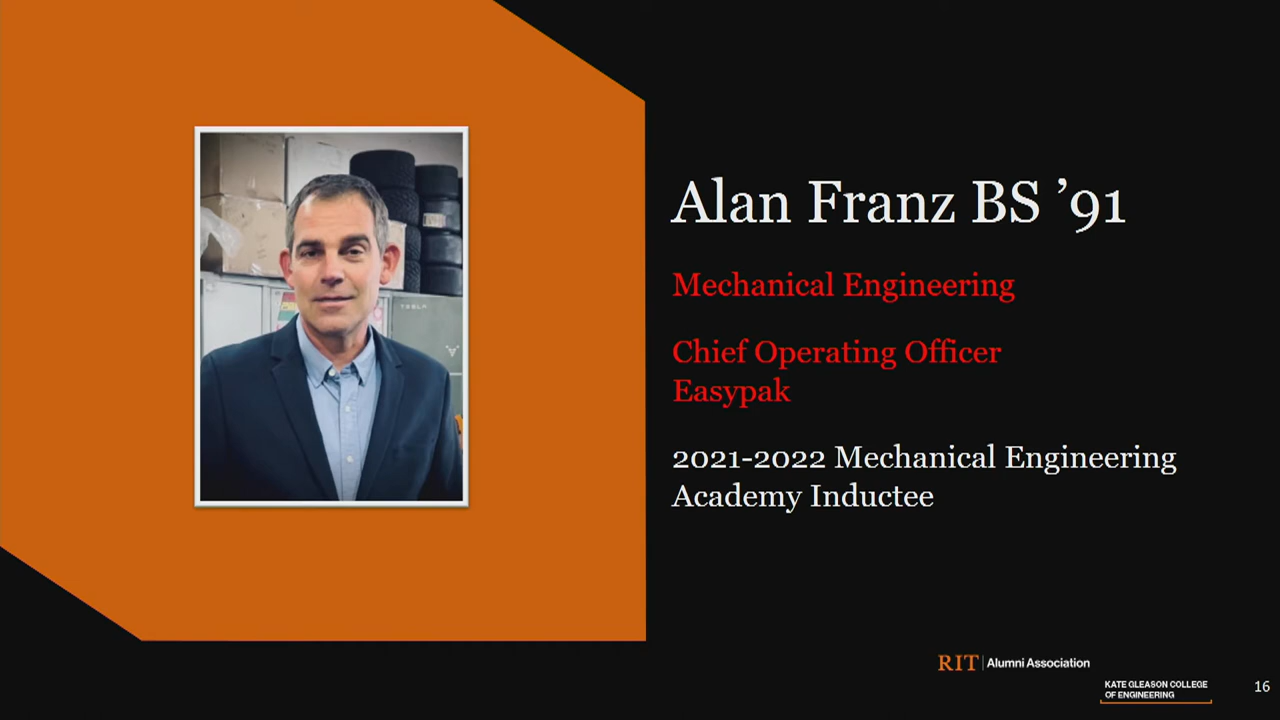 Alan Franz BS ’91
Mechanical Engineering
Chief Operating Officer
Easypak
2021-2022 Mechanical Engineering
Academy Inductee
TESLA
RIT | Alumni Association
KATE GLEASON COLLEGE
OF ENGINEERING
16